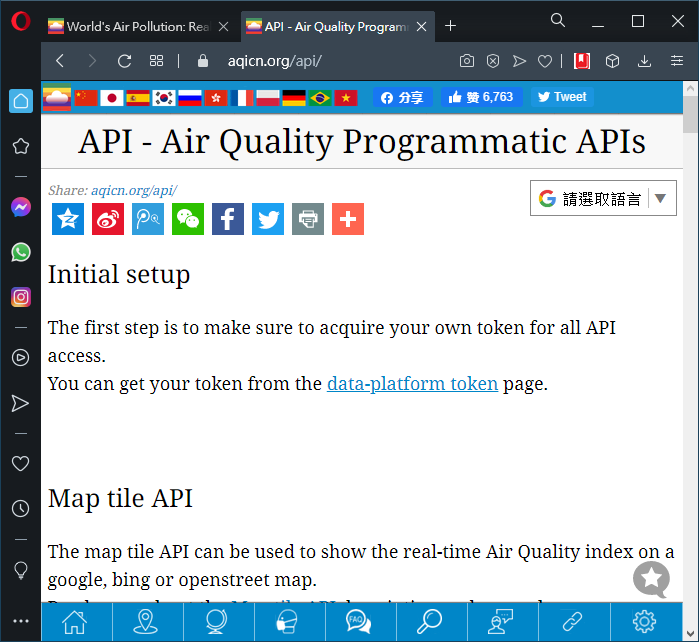 World's Air Pollution: Rea
API - Air Quality Program
aqicn.org/api/
分享
讚 6,763
Tweet
API - Air Quality Programmatic APIs
Share: aqicn.org/api/
請選取語言
Initial setup
The first step is to make sure to acquire your own token for all API
access.
You can get your token from the data-platform token page.
Map tile API
The map tile API can be used to show the real-time Air Quality index on a
google, bing or openstreet map.
FAQ